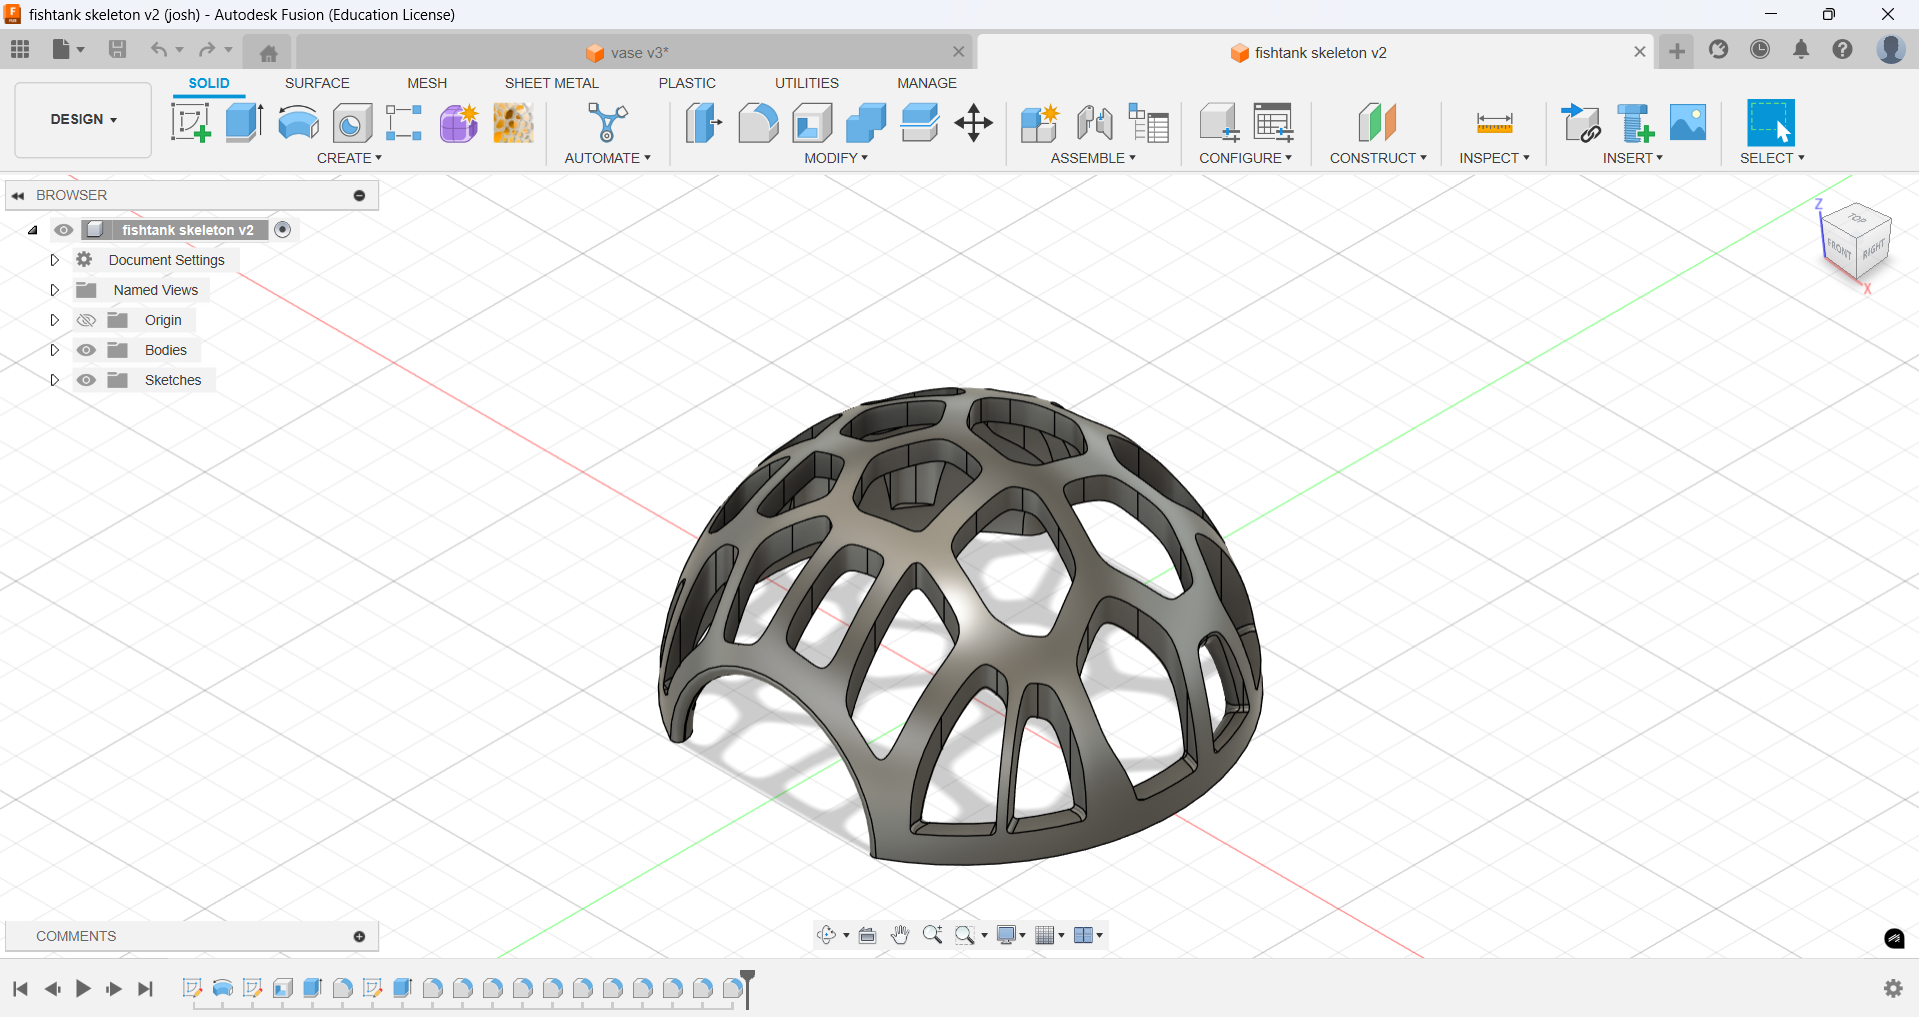 fishtank skeleton v2 (josh) - Autodesk Fusion (Education License)
vase v3*
fishtank skeleton v2
DESIGN
SOLID SURFACE MESH SHEET METAL PLASTIC UTILITIES MANAGE
CREATE AUTOMATE MODIFY ASSEMBLE CONFIGURE CONSTRUCT INSPECT INSERT SELECT
BROWSER
fishtank skeleton v2
Document Settings
Named Views
Origin
Bodies
Sketches
Z
TOP
FRONT
RIGHT
X
COMMENTS